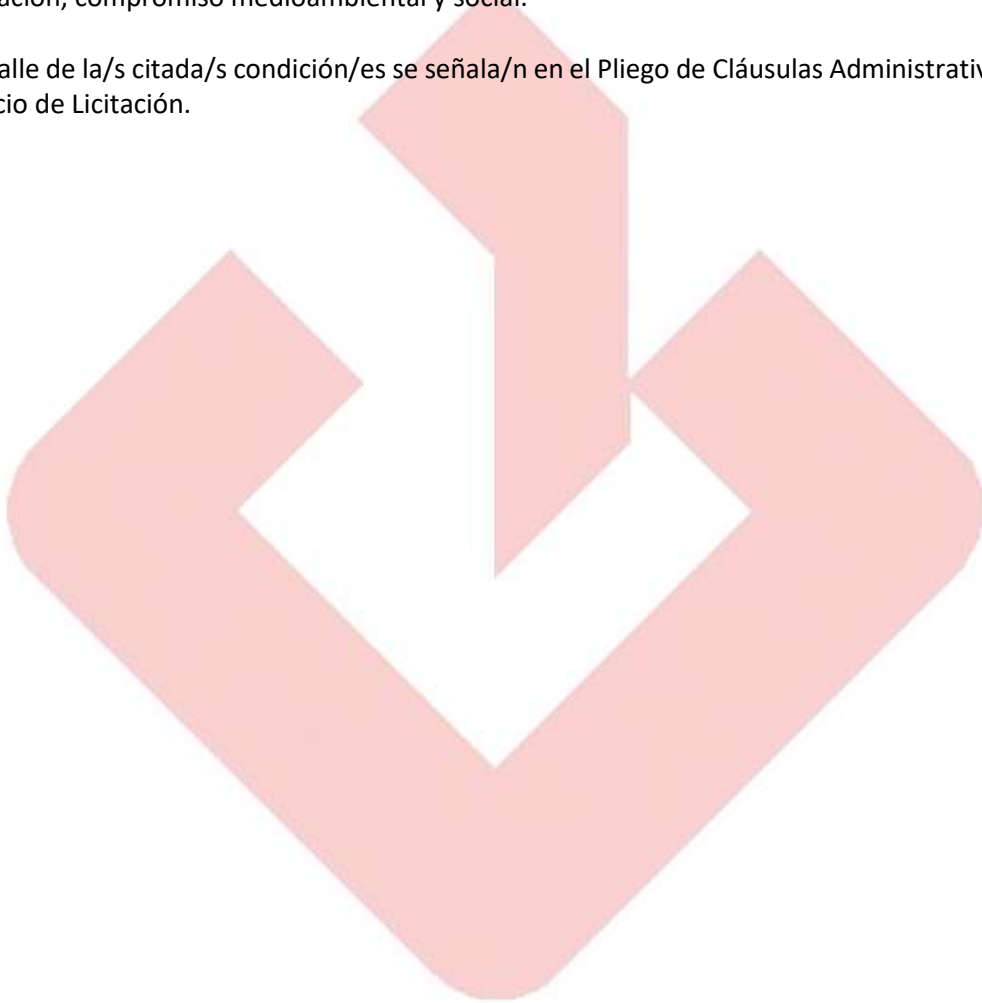 ación, compromiso medioambiental y social.
alle de la/s citada/s condición/es se señala/n en el Pliego de Cláusulas Administrativ
cio de Licitación.